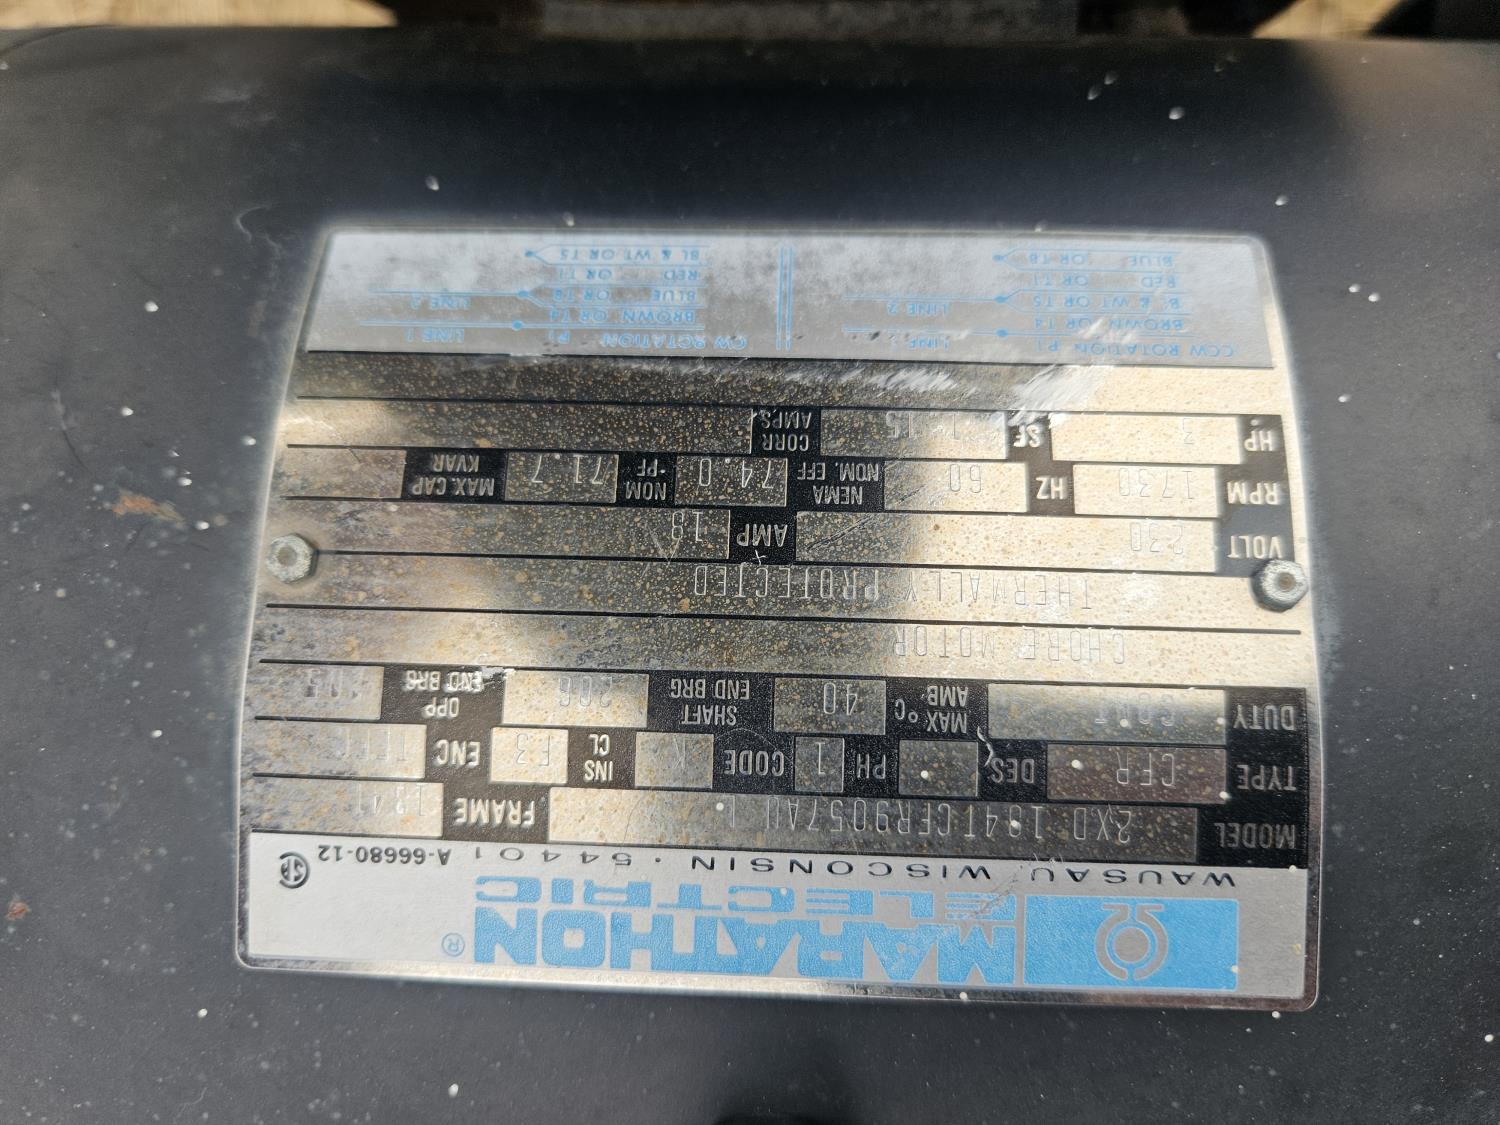 MARATHON ®
ELECTRIC
WAUSAU, WISCONSIN · 54401 A-66680-12
MODEL 2XD 184TCFR9057AU L FRAME
TYPE CFR DES PH 1 CODE K INS CL F3 ENC TEFC
DUTY CONT MAX °C AMB 40 SHAFT END BRG 206 OPP END BRG
CHORE MOTOR
THERMALLY PROTECTED
VOLT 230 AMP 18
RPM 1730 HZ 60 NEMA NOM. EFF 74.0 NOM PF 71.7 MAX. CAP KVAR
HP 3 SF 1.15 CORR AMPS.
CCW ROTATION P1 LINE CW ROTATION P1 LINE 1
BROWN OR T4 BROWN OR T4
BL & WT OR T5 LINE 2 BLUE OR T8 LINE 2
RED OR T1 RED OR T1
BLUE OR T8 BL & WT OR T5